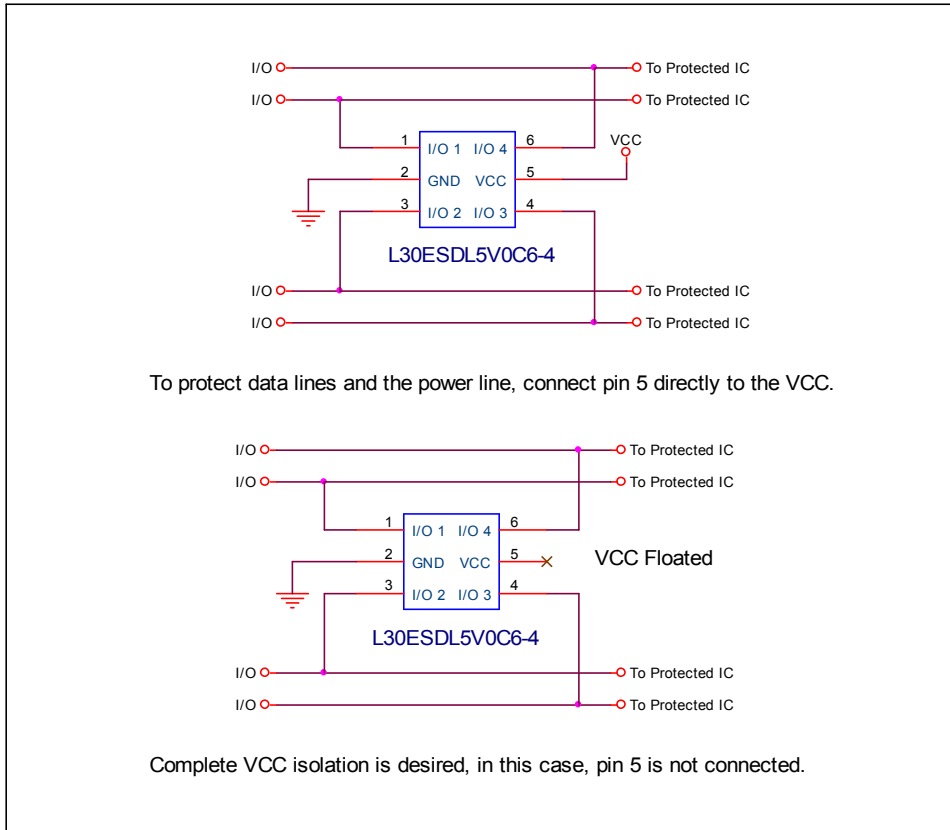 I/O To Protected IC
I/O To Protected IC
VCC
1 I/O 1 I/O 4 6
2 GND VCC 5
3 I/O 2 I/O 3 4
L30ESDL5V0C6-4
I/O To Protected IC
I/O To Protected IC
To protect data lines and the power line, connect pin 5 directly to the VCC.
I/O To Protected IC
I/O To Protected IC
1 I/O 1 I/O 4 6
2 GND VCC 5 VCC Floated
3 I/O 2 I/O 3 4
L30ESDL5V0C6-4
I/O To Protected IC
I/O To Protected IC
Complete VCC isolation is desired, in this case, pin 5 is not connected.